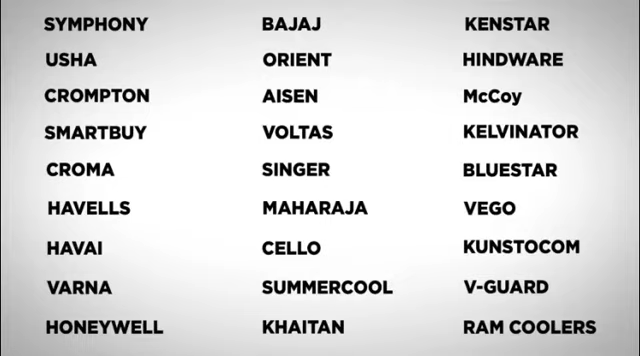 SYMPHONY BAJAJ KENSTAR
USHA ORIENT HINDWARE
CROMPTON AISEN McCoy
SMARTBUY VOLTAS KELVINATOR
CROMA SINGER BLUESTAR
HAVELLS MAHARAJA VEGO
HAVAI CELLO KUNSTOCOM
VARNA SUMMERCOOL V-GUARD
HONEYWELL KHAITAN RAM COOLERS